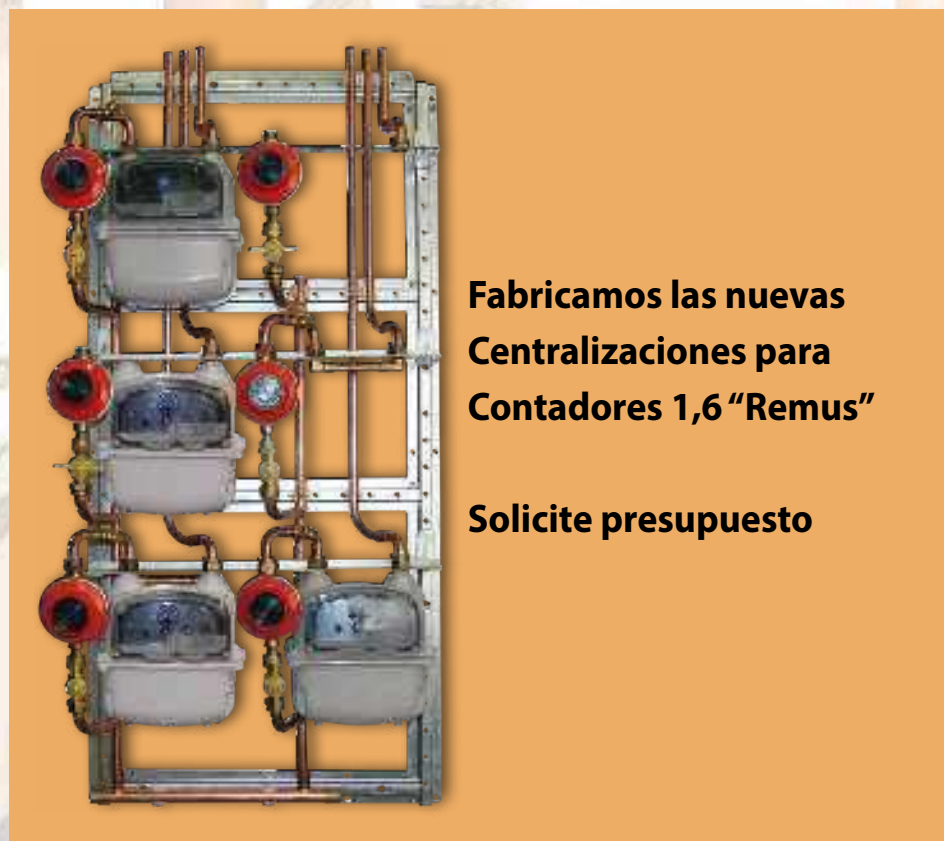 Fabricamos las nuevas
Centralizaciones para
Contadores 1,6 “Remus”
Solicite presupuesto